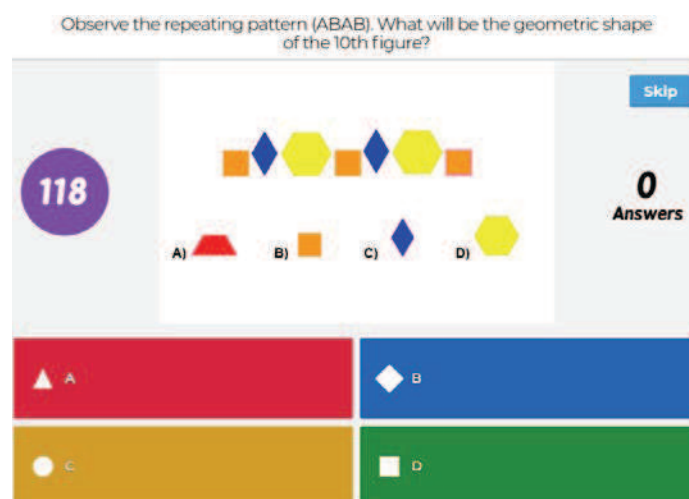 Observe the repeating pattern (ABAB). What will be the geometric shape
of the 10th figure?
Skip
118
0
Answers
A)
B)
C)
D)
A
B
C
D